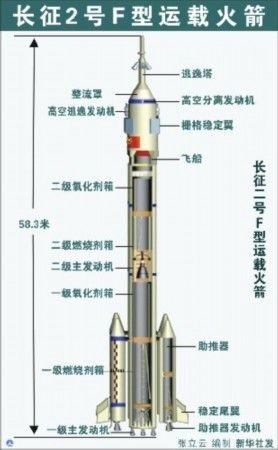 长征2号F型运载火箭
逃逸塔
整流罩
高空分离发动机
高空逃逸发动机
栅格稳定翼
飞船
二级氧化剂箱
长征二号F型运载火箭
58.3米
二级燃烧剂箱
二级主发动机
一级氧化剂箱
助推器
一级燃烧剂箱
稳定尾翼
一级主发动机
助推器发动机
张立云 编制 新华社发